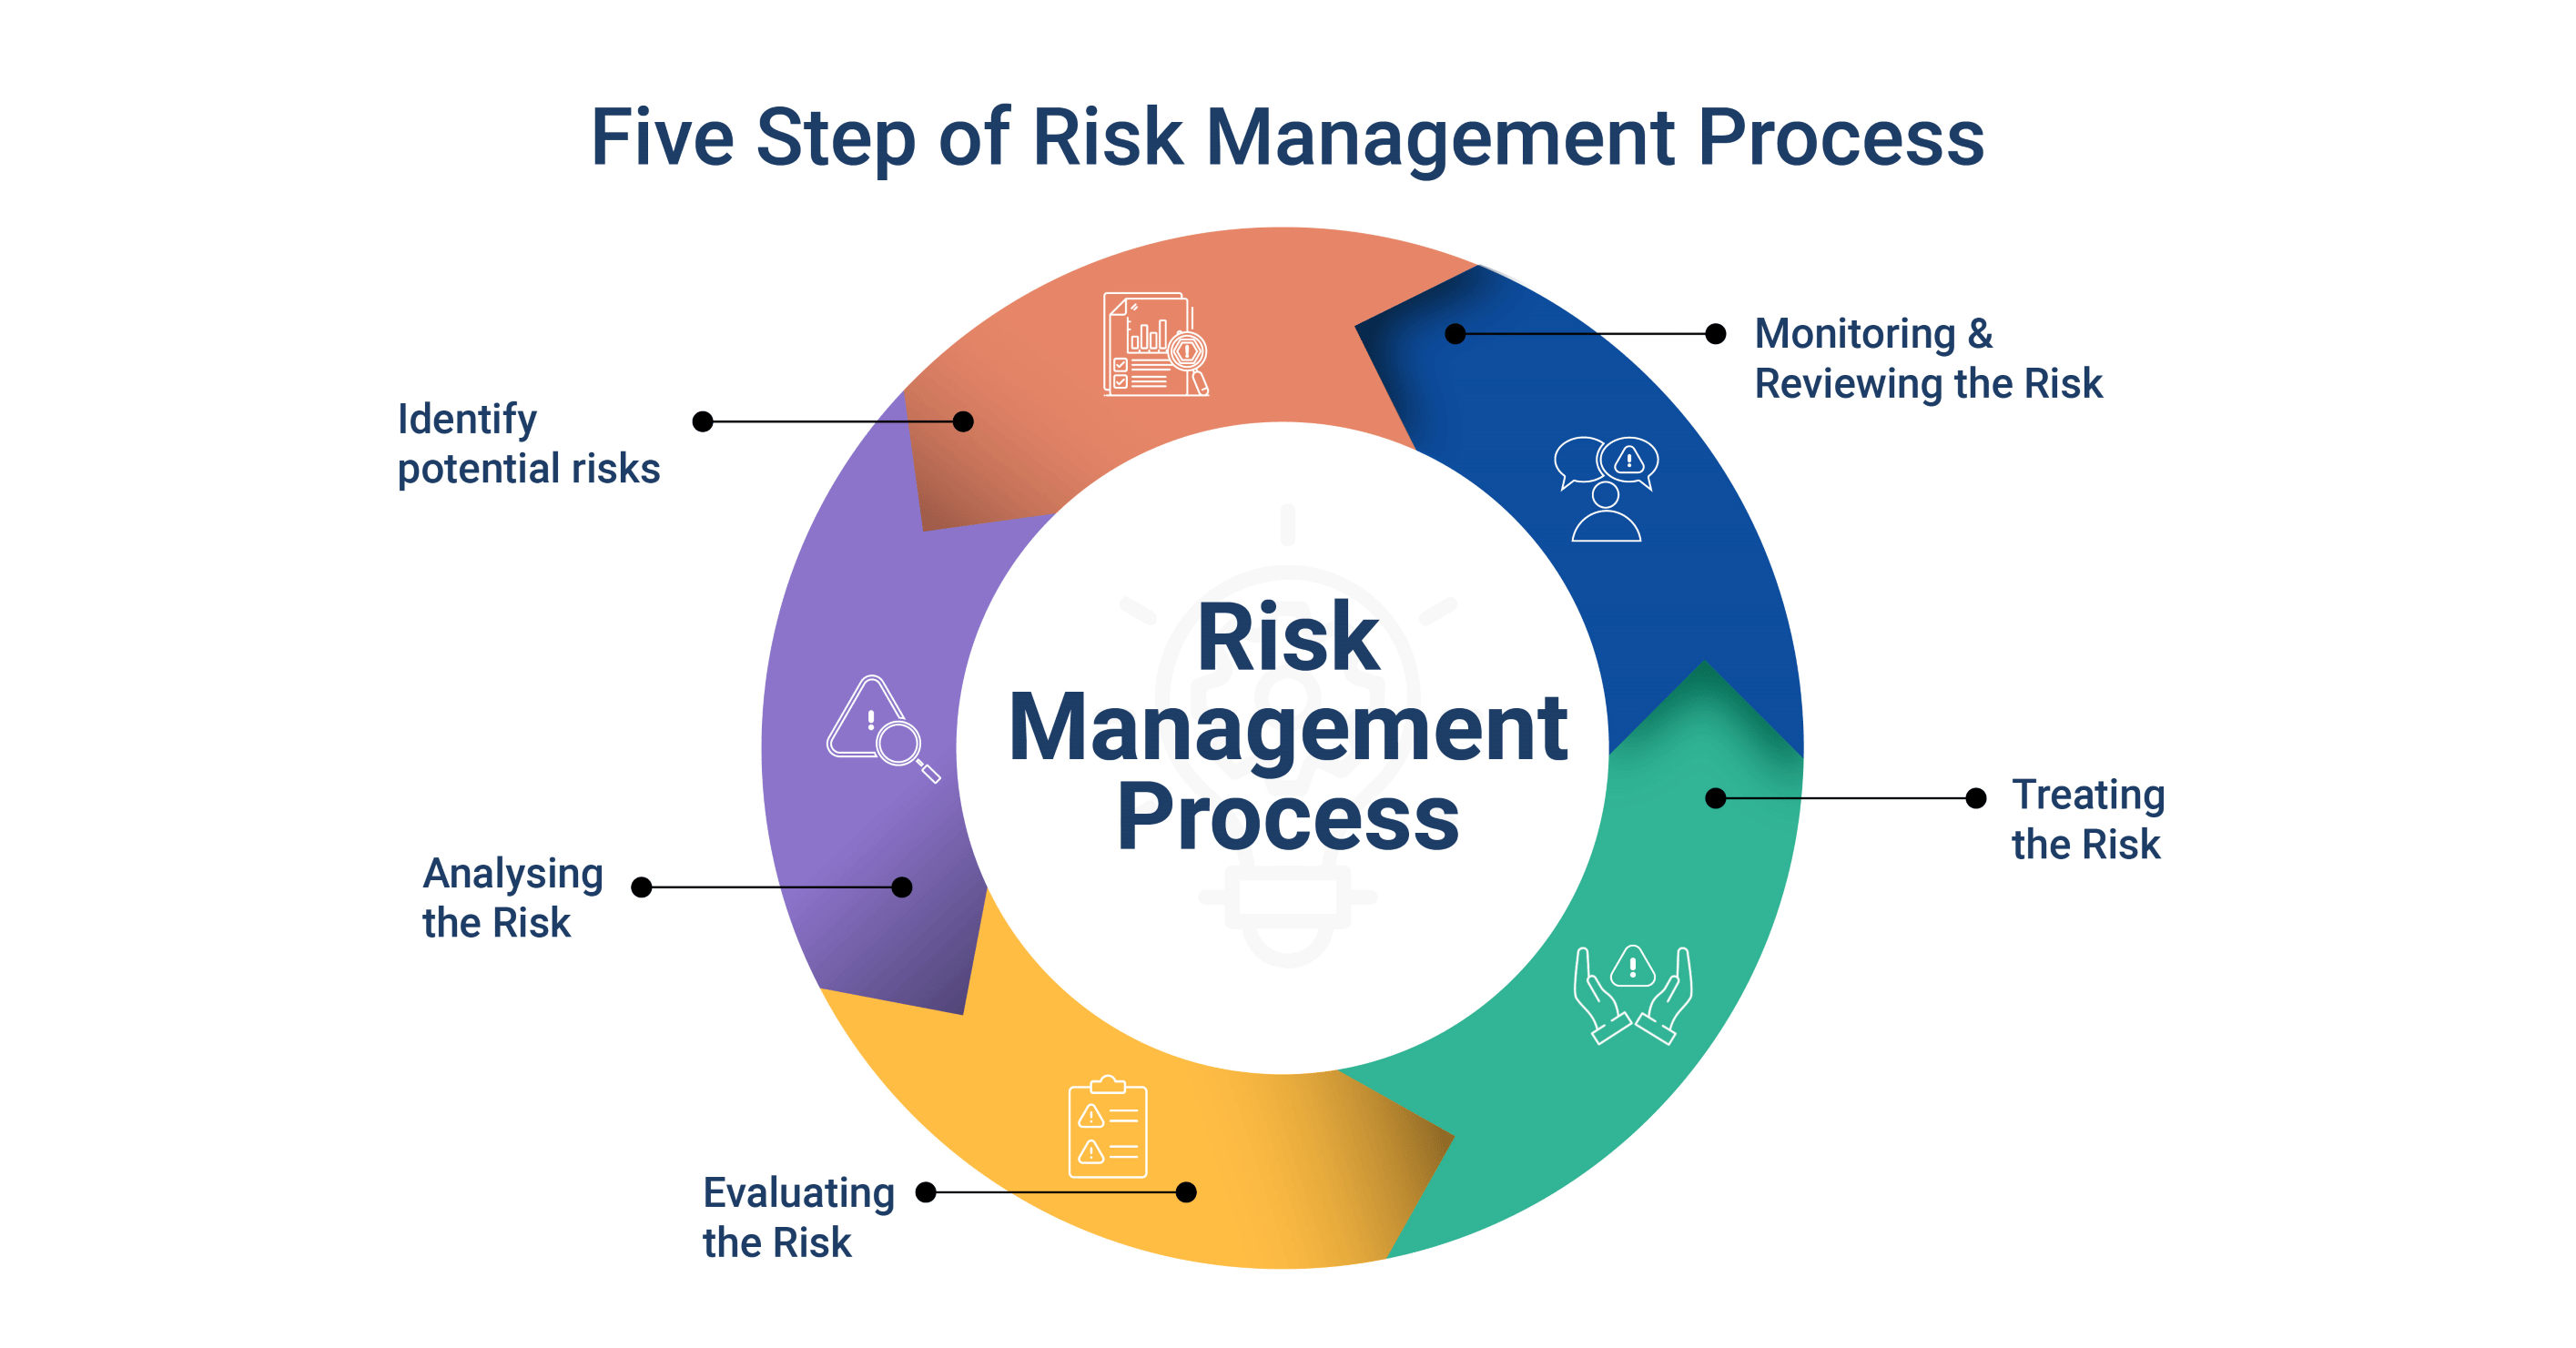 Five Step of Risk Management Process
Identify
potential risks
Monitoring &
Reviewing the Risk
Risk
Management
Process
Treating
the Risk
Analysing
the Risk
Evaluating
the Risk